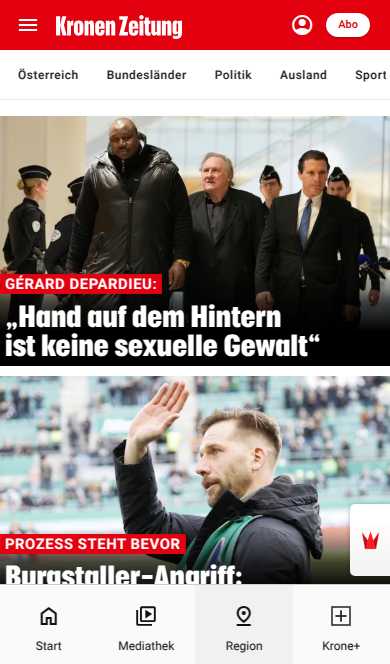 Kronen Zeitung
Abo
Österreich Bundesländer Politik Ausland Sport
GÉRARD DEPARDIEU:
„Hand auf dem Hintern
ist keine sexuelle Gewalt“
PROZESS STEHT BEVOR
Burgstaller-Angriff:
Start Mediathek Region Krone+